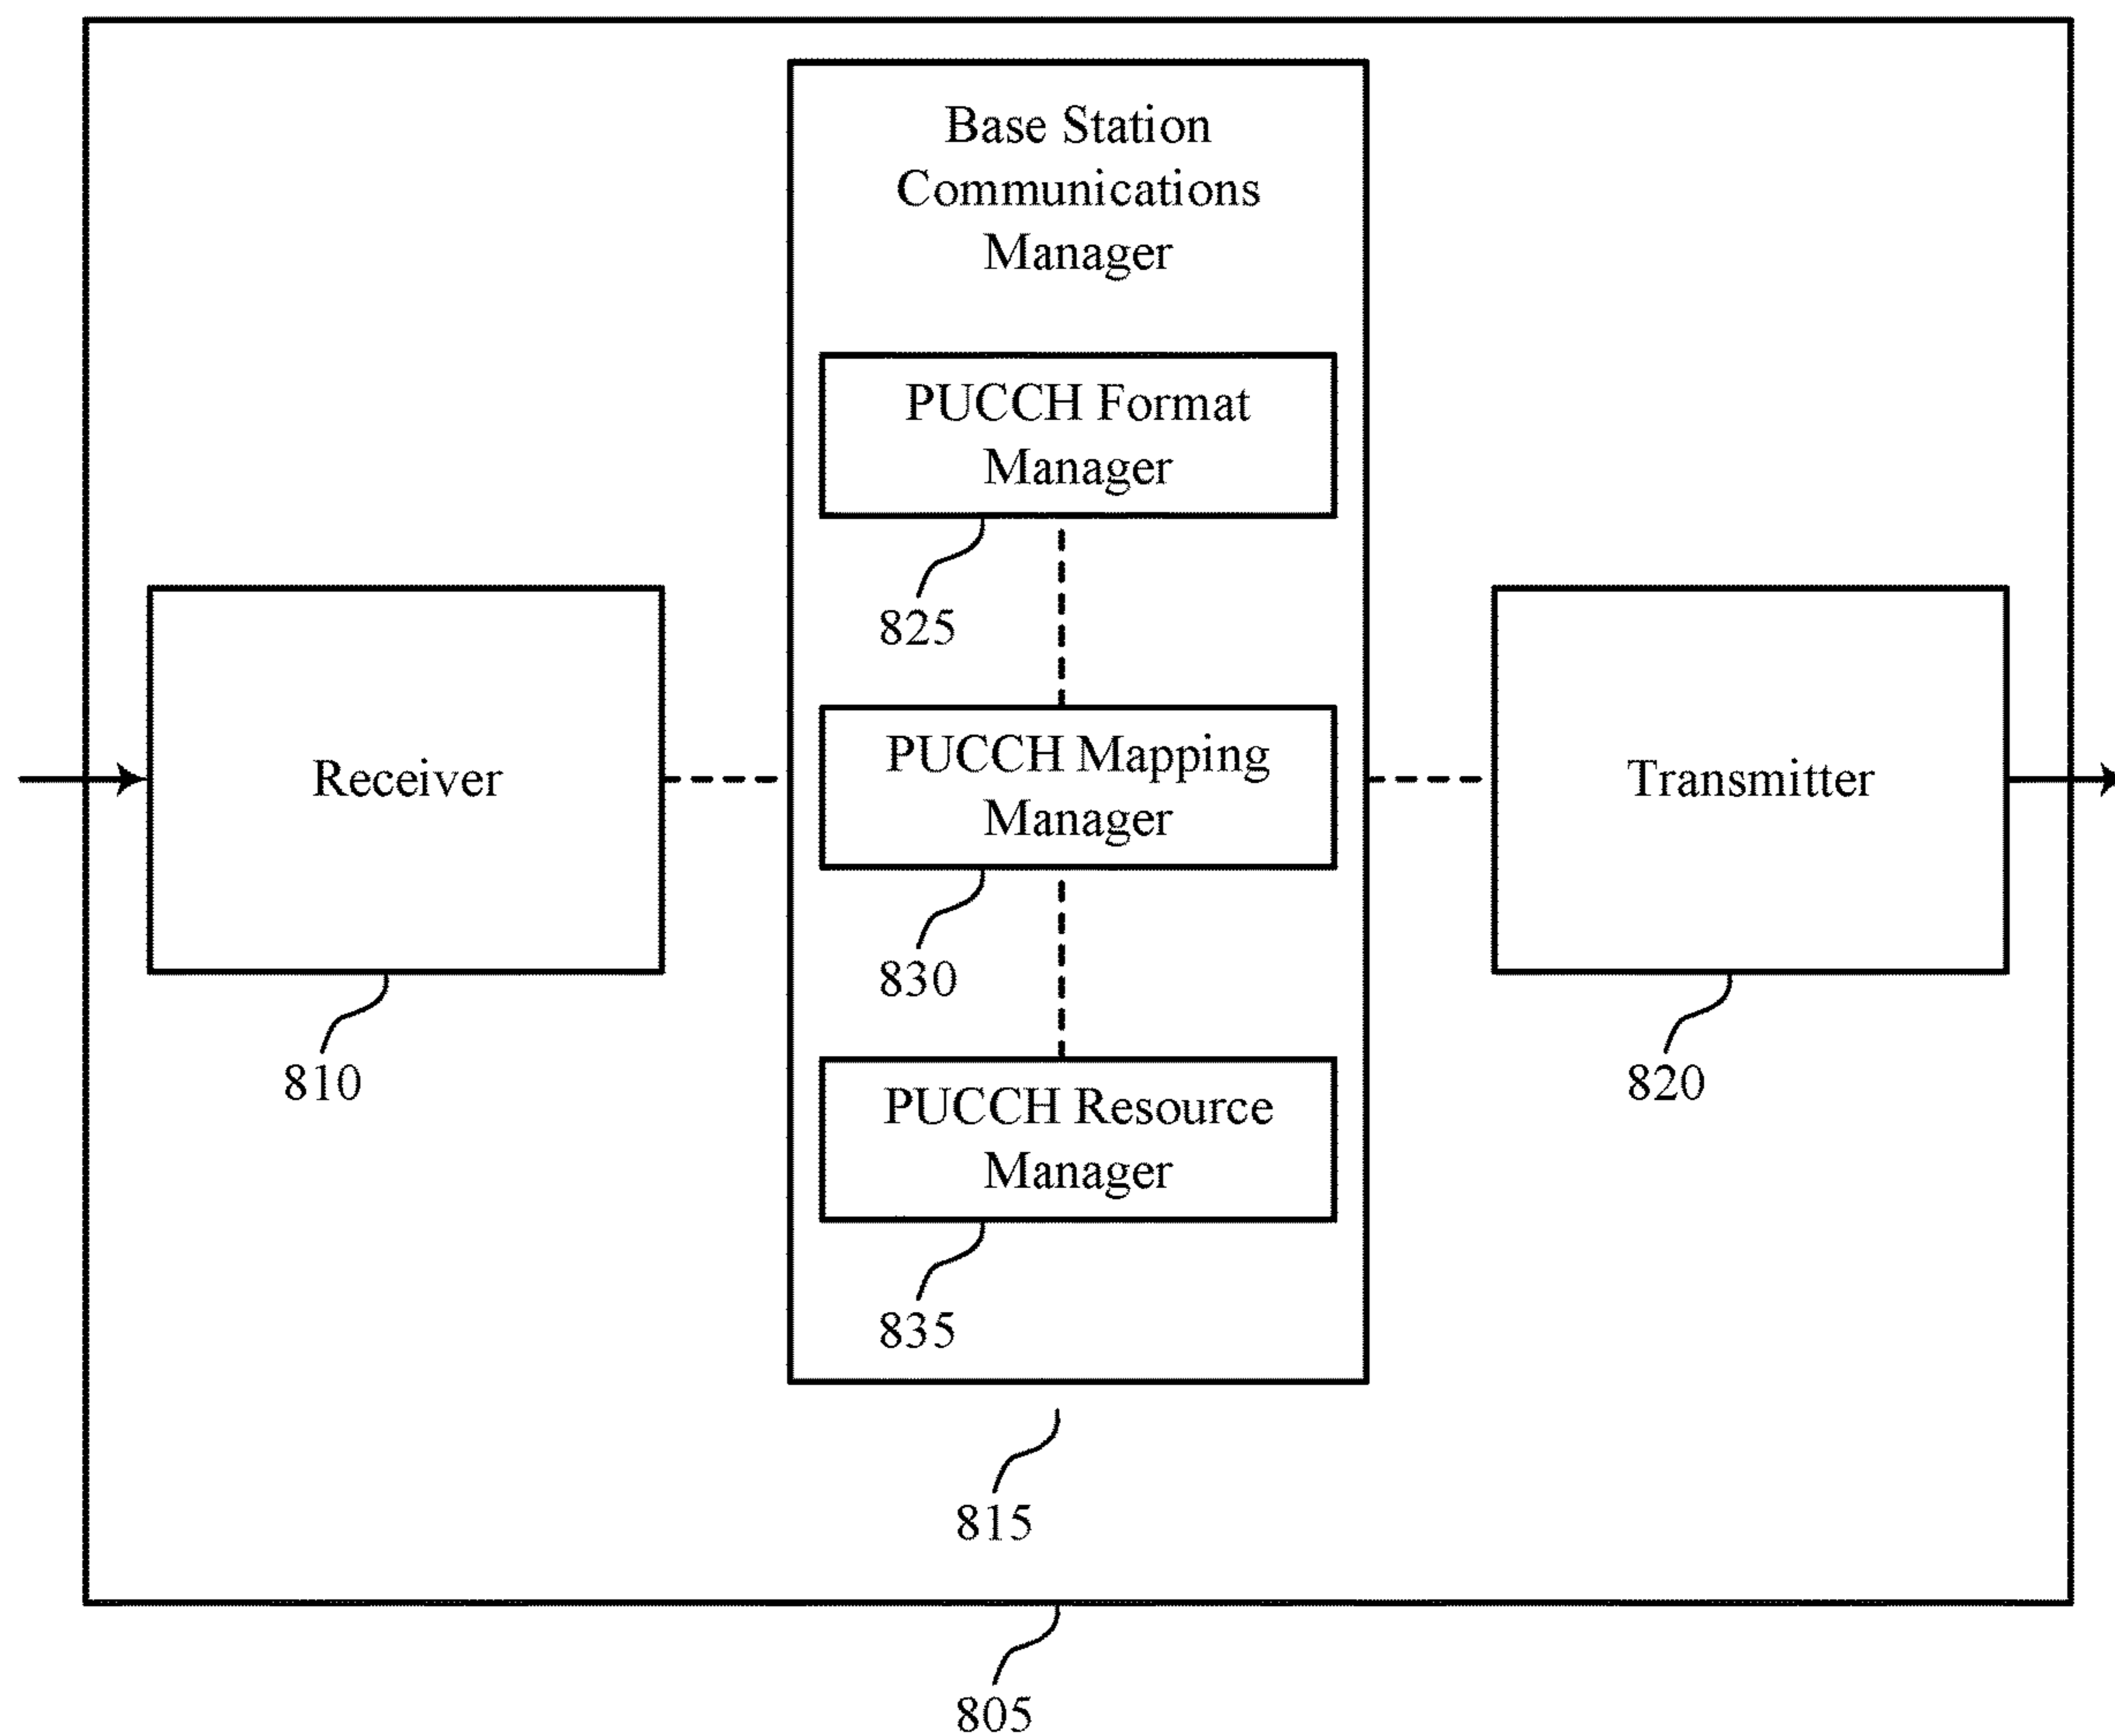 Base Station
Communications
Manager
PUCCH Format
Manager
825
Receiver
810
PUCCH Mapping
Manager
830
Transmitter
820
PUCCH Resource
Manager
835
815
805